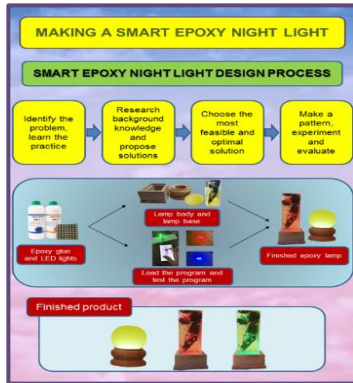 MAKING A SMART EPOXY NIGHT LIGHT
SMART EPOXY NIGHT LIGHT DESIGN PROCESS
Identify the
problem,
learn the
practice
Research
background
knowledge
and
propose
solutions
Choose the
most
feasible and
optimal
solution
Make a
pattern,
experiment
and
evaluate
Epoxy glue
and LED lights
Lamp body and
lamp base
Load the program and
test the program
Finished epoxy lamp
Finished product